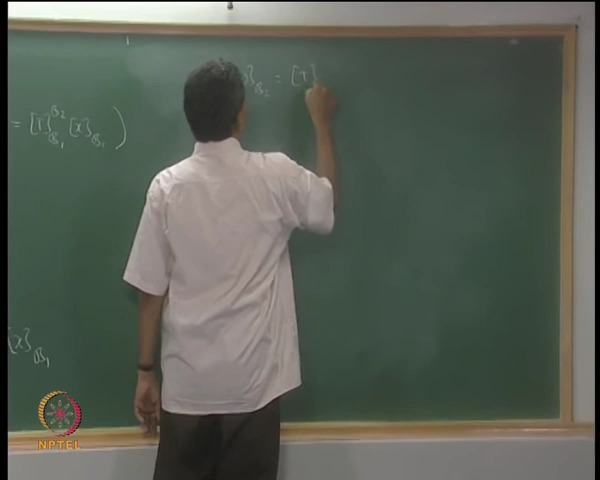 = [T]_{B_1}^{B_2} [x]_{B_1} )
]_{B_2} = [T]
[x]_{B_1}
NPTEL